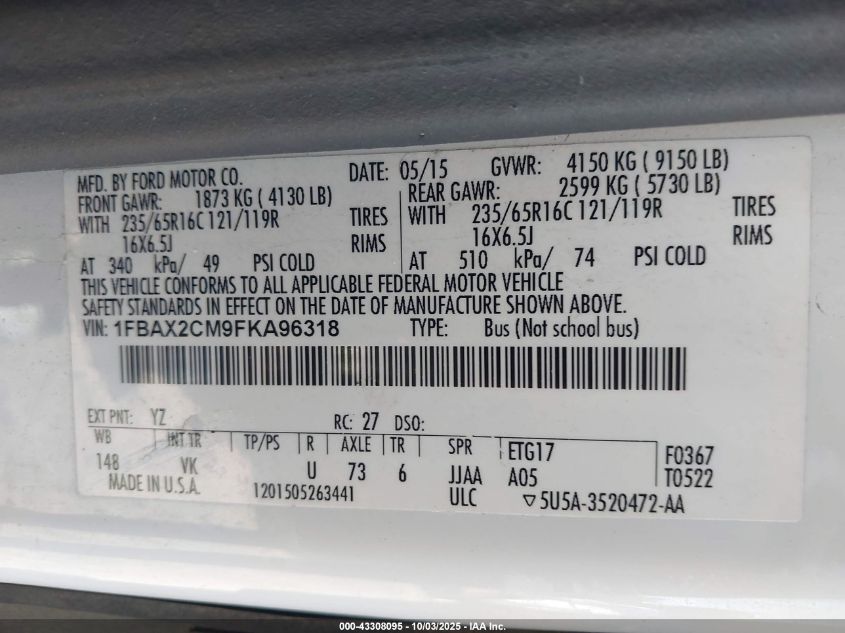 MFD. BY FORD MOTOR CO. DATE: 05/15 GVWR: 4150 KG ( 9150 LB)
FRONT GAWR: 1873 KG ( 4130 LB) REAR GAWR: 2599 KG ( 5730 LB)
WITH 235/65R16C 121/119R TIRES WITH 235/65R16C 121/119R TIRES
16X6.5J RIMS 16X6.5J RIMS
AT 340 kPa/ 49 PSI COLD AT 510 kPa/ 74 PSI COLD
THIS VEHICLE CONFORMS TO ALL APPLICABLE FEDERAL MOTOR VEHICLE
SAFETY STANDARDS IN EFFECT ON THE DATE OF MANUFACTURE SHOWN ABOVE.
VIN: 1FBAX2CM9FKA96318 TYPE: Bus (Not school bus)
EXT PNT: YZ RC: 27 DSO:
WB INT TR TP/PS R AXLE TR SPR ETG17 F0367
148 VK U 73 6 JJAA A05 T0522
MADE IN U.S.A. 1201505263441 ULC ▽5U5A-3520472-AA
000-43308095 - 10/03/2025 - IAA Inc.